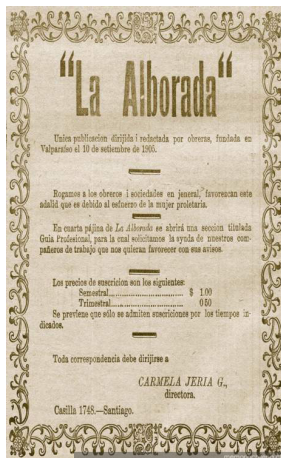 “La Alborada“
Unica publicacion dirijida i redactada por obreras, fundada en
Valparaiso el 10 de setiembre de 1905.
Rogamos a los obreros i sociedades en jeneral, favorezcan este
adalid que es debido al esfuerzo de la mujer proletaria.
En cuarta pájina de La Alborada se abrirá una seccion titulada
Guia Profesional, para la cual solicitamos la ayuda de nuestros com-
pañeros de trabajo que nos quieran favorecer con sus avisos.
Los precios de suscricion son los siguientes:
Semestral.................... $ 1.00
Trimestral.................... 0 50
Se previene que sólo se admiten suscriciones por los tiempos in-
dicados.
Toda correspondencia debe dirijirse a
CARMELA JERIA G.,
directora.
Casilla 1748.—Santiago.